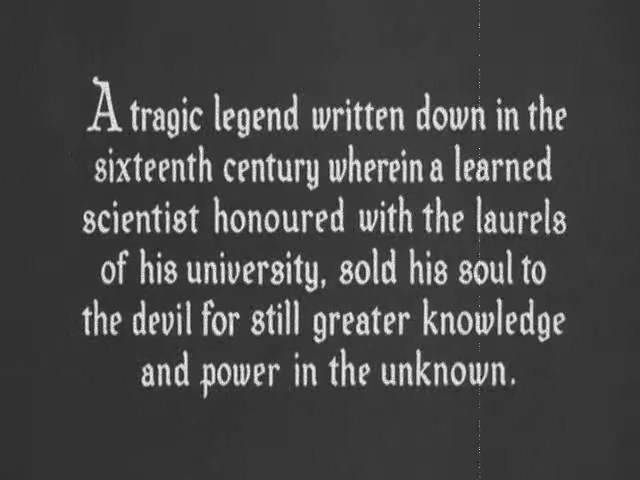 A tragic legend written down in the
sixteenth century wherein a learned
scientist honoured with the laurels
of his university, sold his soul to
the devil for still greater knowledge
and power in the unknown.